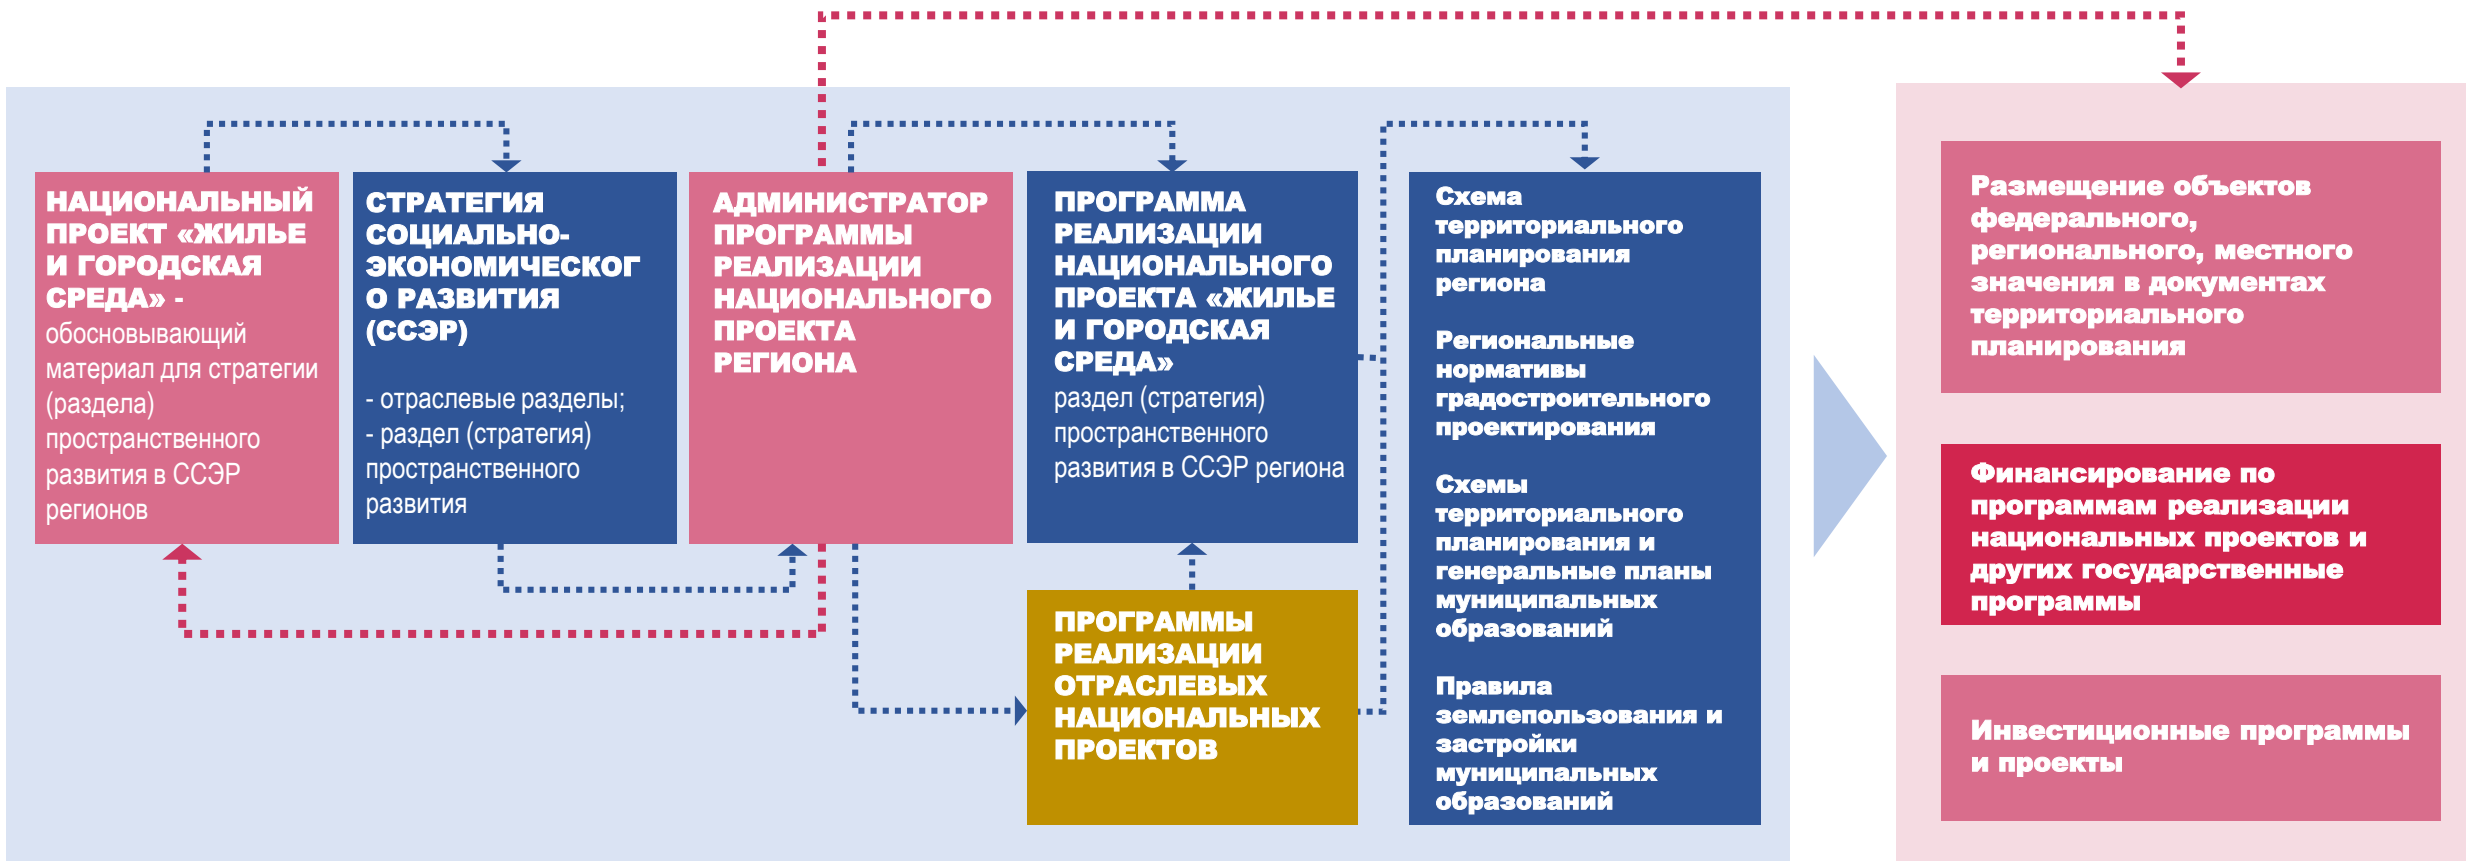 НАЦИОНАЛЬНЫЙ
ПРОЕКТ «ЖИЛЬЕ
И ГОРОДСКАЯ
СРЕДА» -
обосновывающий
материал для стратегии
(раздела)
пространственного
развития в ССЭР
регионов
СТРАТЕГИЯ
СОЦИАЛЬНО-
ЭКОНОМИЧЕСКОГ
О РАЗВИТИЯ
(ССЭР)
- отраслевые разделы;
- раздел (стратегия)
пространственного
развития
АДМИНИСТРАТОР
ПРОГРАММЫ
РЕАЛИЗАЦИИ
НАЦИОНАЛЬНОГО
ПРОЕКТА
РЕГИОНА
ПРОГРАММА
РЕАЛИЗАЦИИ
НАЦИОНАЛЬНОГО
ПРОЕКТА «ЖИЛЬЕ
И ГОРОДСКАЯ
СРЕДА»
раздел (стратегия)
пространственного
развития в ССЭР региона
ПРОГРАММЫ
РЕАЛИЗАЦИИ
ОТРАСЛЕВЫХ
НАЦИОНАЛЬНЫХ
ПРОЕКТОВ
Схема
территориального
планирования
региона
Региональные
нормативы
градостроительного
проектирования
Схемы
территориального
планирования и
генеральные планы
муниципальных
образований
Правила
землепользования и
застройки
муниципальных
образований
Размещение объектов
федерального,
регионального, местного
значения в документах
территориального
планирования
Финансирование по
программам реализации
национальных проектов и
других государственные
программы
Инвестиционные программы
и проекты